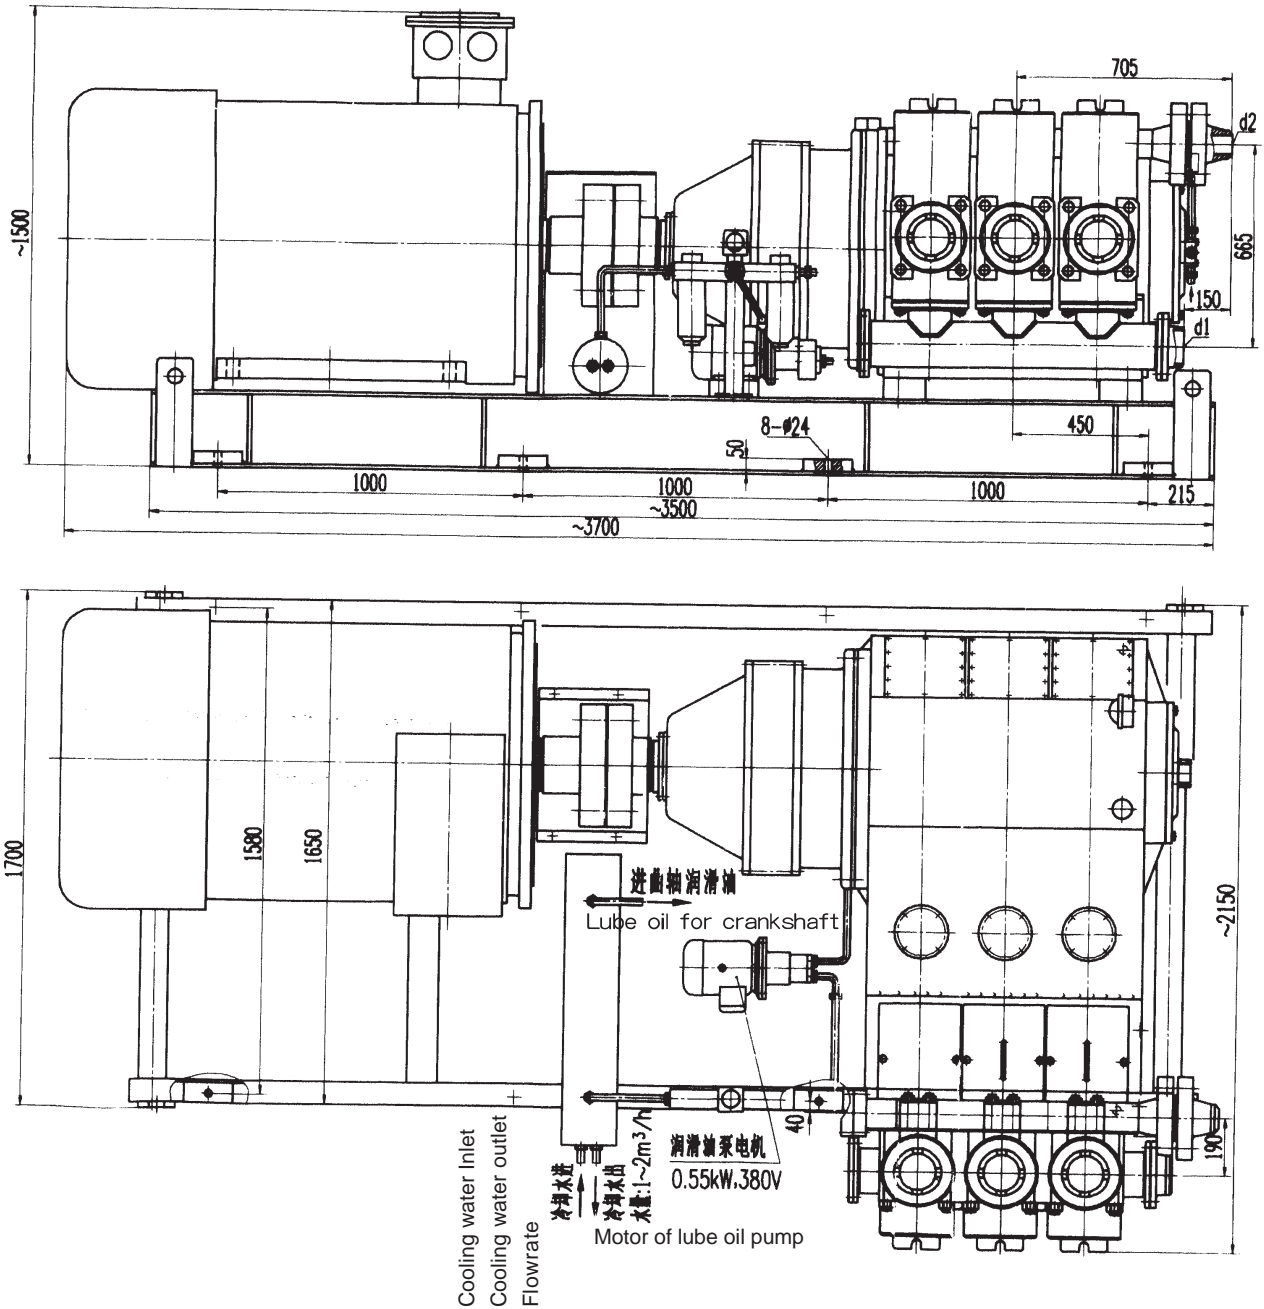 705
d2
~1500
665
150
d1
8-φ24
50
450
1000
1000
1000
215
~3500
~3700
1700
1580
1650
~2150
进曲轴润滑油
Lube oil for crankshaft
40
190
润滑油泵电机
0.55kW,380V
Motor of lube oil pump
冷却水进
冷却水出
水量:1~2m³/h
Cooling water Inlet
Cooling water outlet
Flowrate